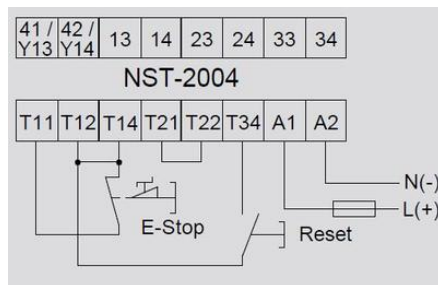 41 / Y13 42 / Y14 13 14 23 24 33 34
NST-2004
T11 T12 T14 T21 T22 T34 A1 A2
N(-)
L(+)
E-Stop
Reset